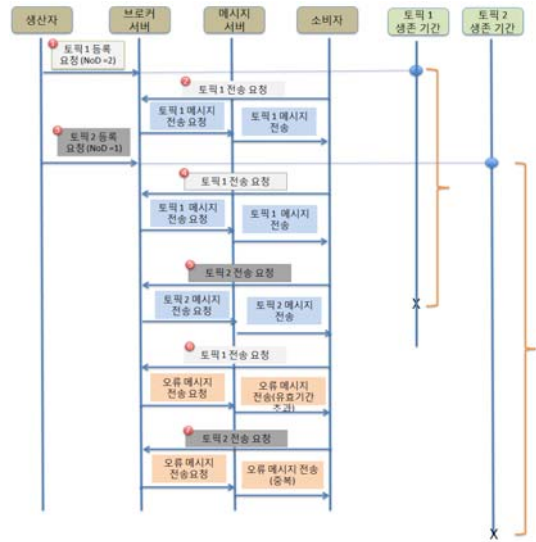 생산자
브로커
서버
메시지
서버
소비자
토픽 1
생존 기간
토픽 2
생존 기간
1
토픽1 등록
요청(NoD =2)
2
토픽1 전송 요청
토픽1 메시지
전송 요청
토픽1 메시지
전송
3
토픽2 등록
요청(NoD =1)
4
토픽1 전송 요청
토픽1 메시지
전송 요청
토픽1 메시지
전송
5
토픽2 전송 요청
토픽2 메시지
전송 요청
토픽2 메시지
전송
X
6
토픽1 전송 요청
오류 메시지
전송 요청
오류 메시지
전송(유효기간
초과)
7
토픽2 전송 요청
오류 메시지
전송요청
오류 메시지 전송
(중복)
X